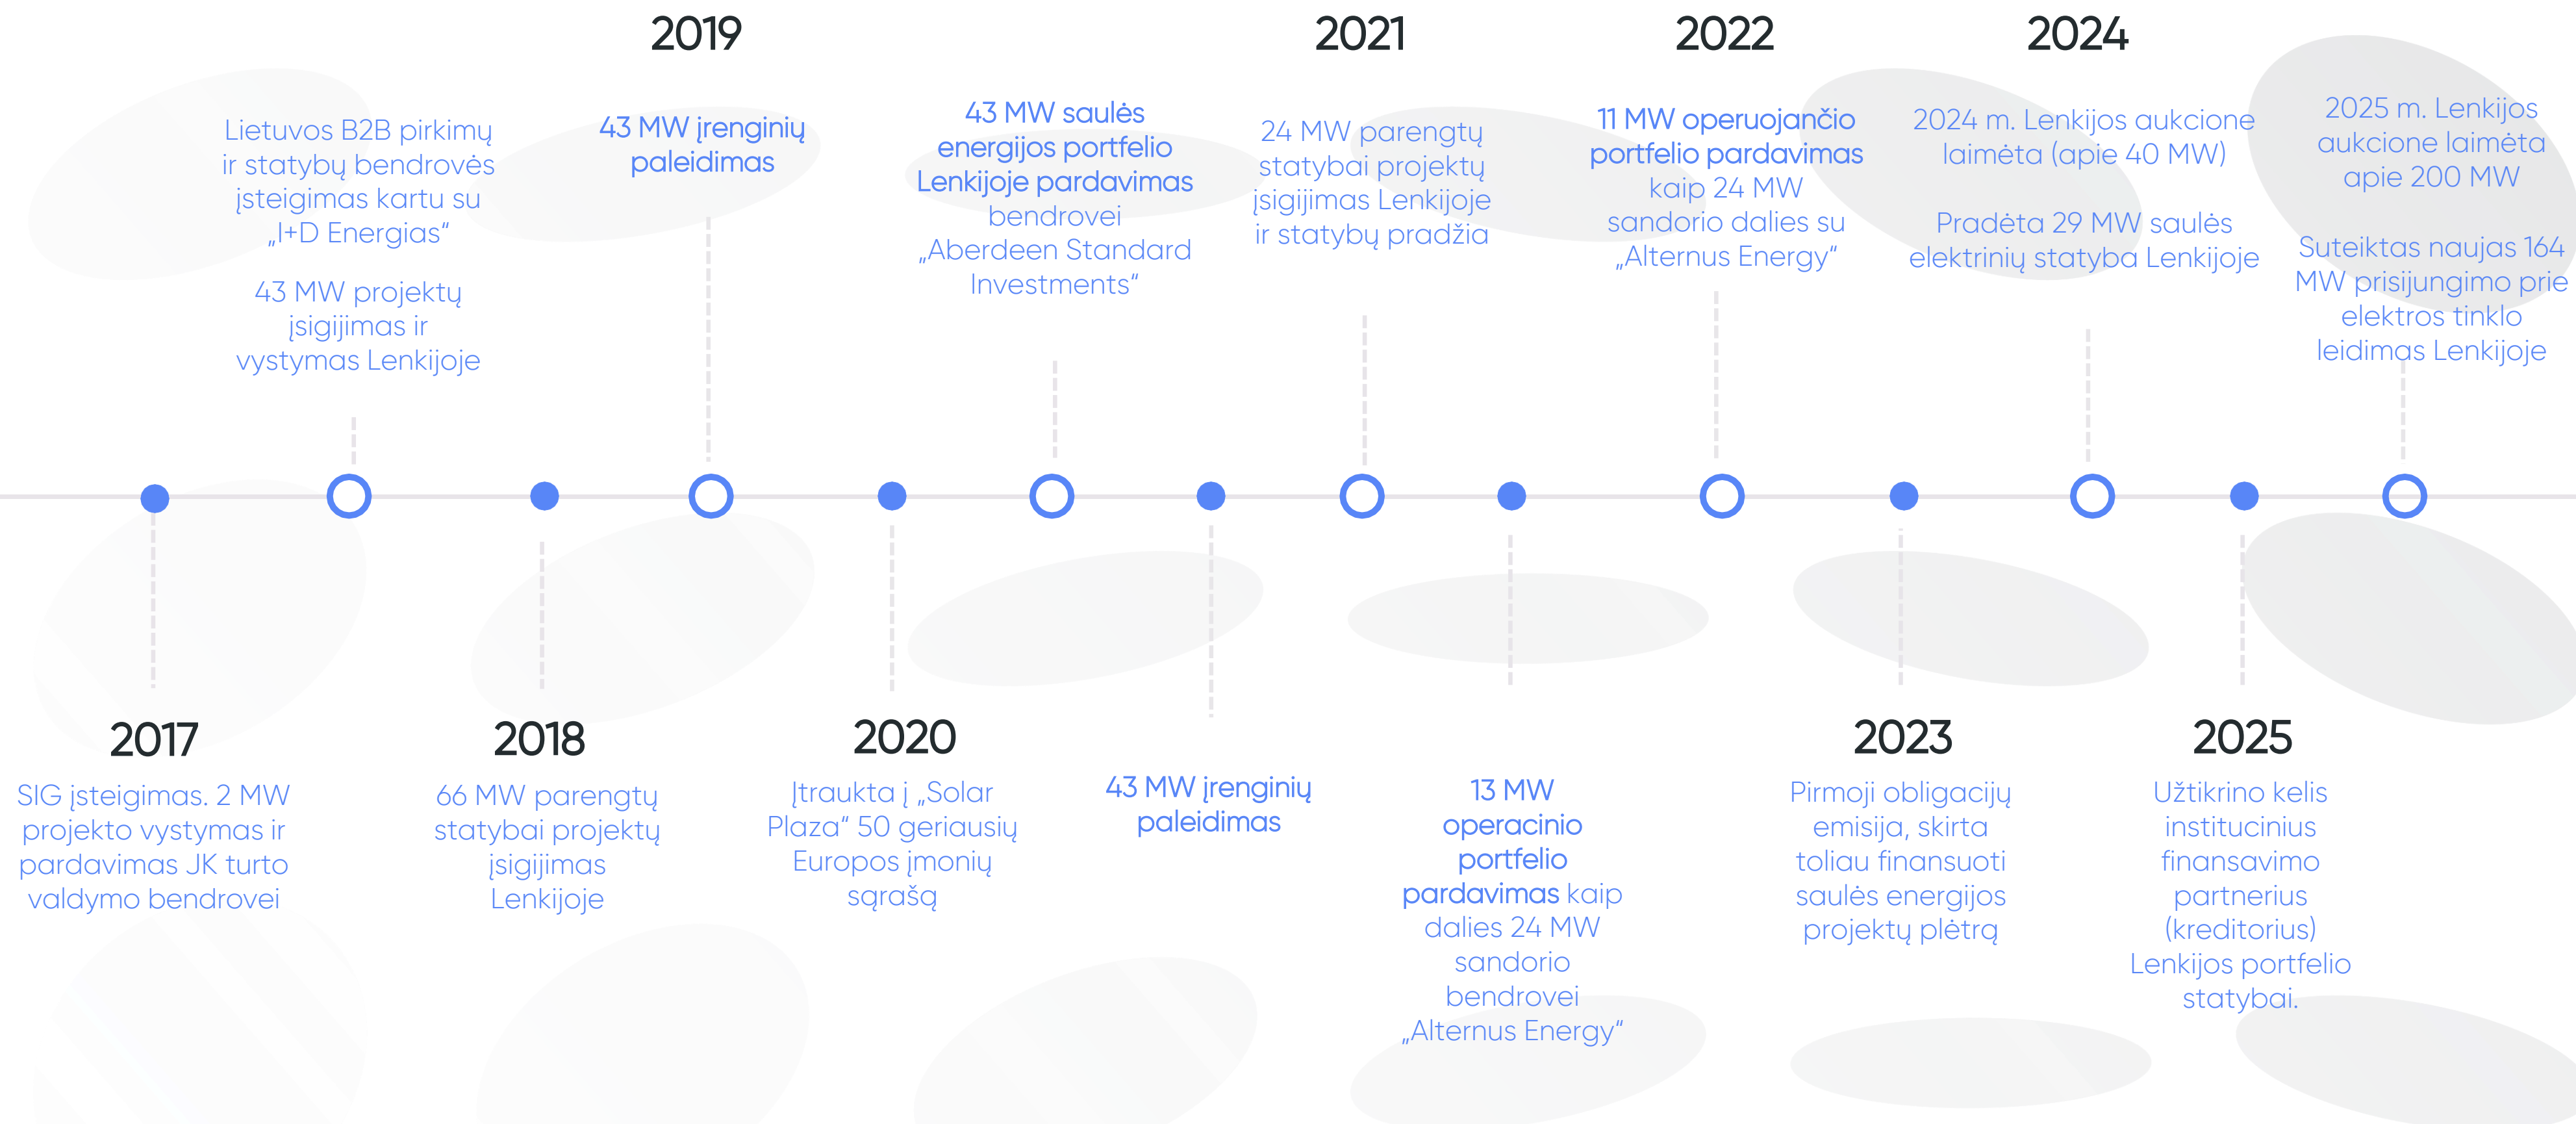 2017
SIG įsteigimas. 2 MW
projekto vystymas ir
pardavimas JK turto
valdymo bendrovei
Lietuvos B2B pirkimų
ir statybų bendrovės
įsteigimas kartu su
„I+D Energias“
43 MW projektų
įsigijimas ir
vystymas Lenkijoje
2018
66 MW parengtų
statybai projektų
įsigijimas
Lenkijoje
2019
43 MW įrenginių
paleidimas
2020
Įtraukta į „Solar
Plaza“ 50 geriausių
Europos įmonių
sąrašą
43 MW saulės
energijos portfelio
Lenkijoje pardavimas
bendrovei
„Aberdeen Standard
Investments“
43 MW įrenginių
paleidimas
2021
24 MW parengtų
statybai projektų
įsigijimas Lenkijoje
ir statybų pradžia
13 MW
operacinio
portfelio
pardavimas kaip
dalies 24 MW
sandorio
bendrovei
„Alternus Energy“
2022
11 MW operuojančio
portfelio pardavimas
kaip 24 MW
sandorio dalies su
„Alternus Energy“
2023
Pirmoji obligacijų
emisija, skirta
toliau finansuoti
saulės energijos
projektų plėtrą
2024
2024 m. Lenkijos aukcione
laimėta (apie 40 MW)
Pradėta 29 MW saulės
elektrinių statyba Lenkijoje
2025
Užtikrino kelis
institucinius
finansavimo
partnerius
(kreditorius)
Lenkijos portfelio
statybai.
2025 m. Lenkijos
aukcione laimėta
apie 200 MW
Suteiktas naujas 164
MW prisijungimo prie
elektros tinklo
leidimas Lenkijoje